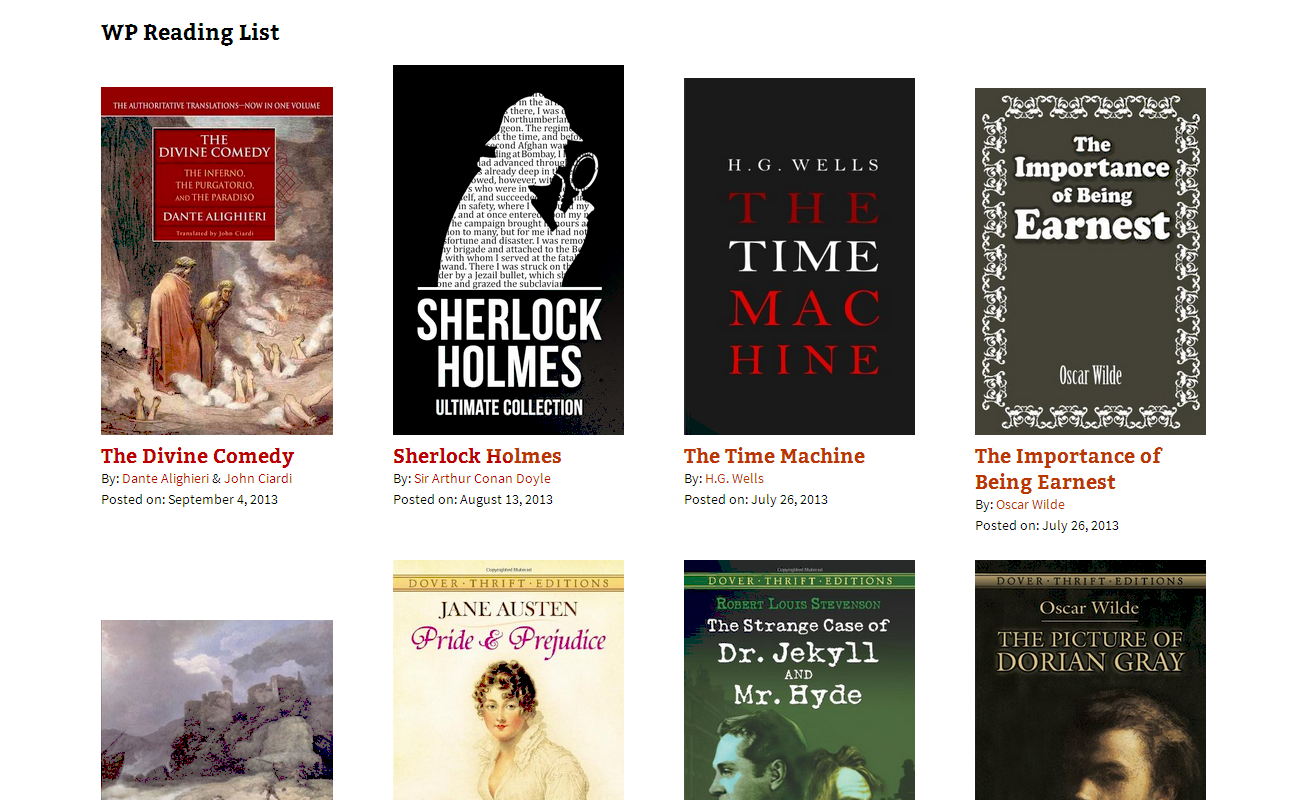 WP Reading List
THE AUTHORITATIVE TRANSLATIONS—NOW IN ONE VOLUME
THE
DIVINE COMEDY
THE INFERNO,
THE PURGATORIO,
AND THE PARADISO
DANTE ALIGHIERI
Translated by John Ciardi
SHERLOCK
HOLMES
ULTIMATE COLLECTION
H.G. WELLS
THE
TIME
MAC
HINE
The
Importance
of Being
Earnest
Oscar Wilde
The Divine Comedy
By: Dante Alighieri & John Ciardi
Posted on: September 4, 2013
Sherlock Holmes
By: Sir Arthur Conan Doyle
Posted on: August 13, 2013
The Time Machine
By: H.G. Wells
Posted on: July 26, 2013
The Importance of
Being Earnest
By: Oscar Wilde
Posted on: July 26, 2013
Copyrighted Material
DOVER · THRIFT · EDITIONS
JANE AUSTEN
Pride & Prejudice
Copyrighted Material
DOVER · THRIFT · EDITIONS
ROBERT LOUIS STEVENSON
The Strange Case of
Dr. Jekyll
AND
Mr. Hyde
DOVER · THRIFT · EDITIONS
Oscar Wilde
THE PICTURE OF
DORIAN GRAY